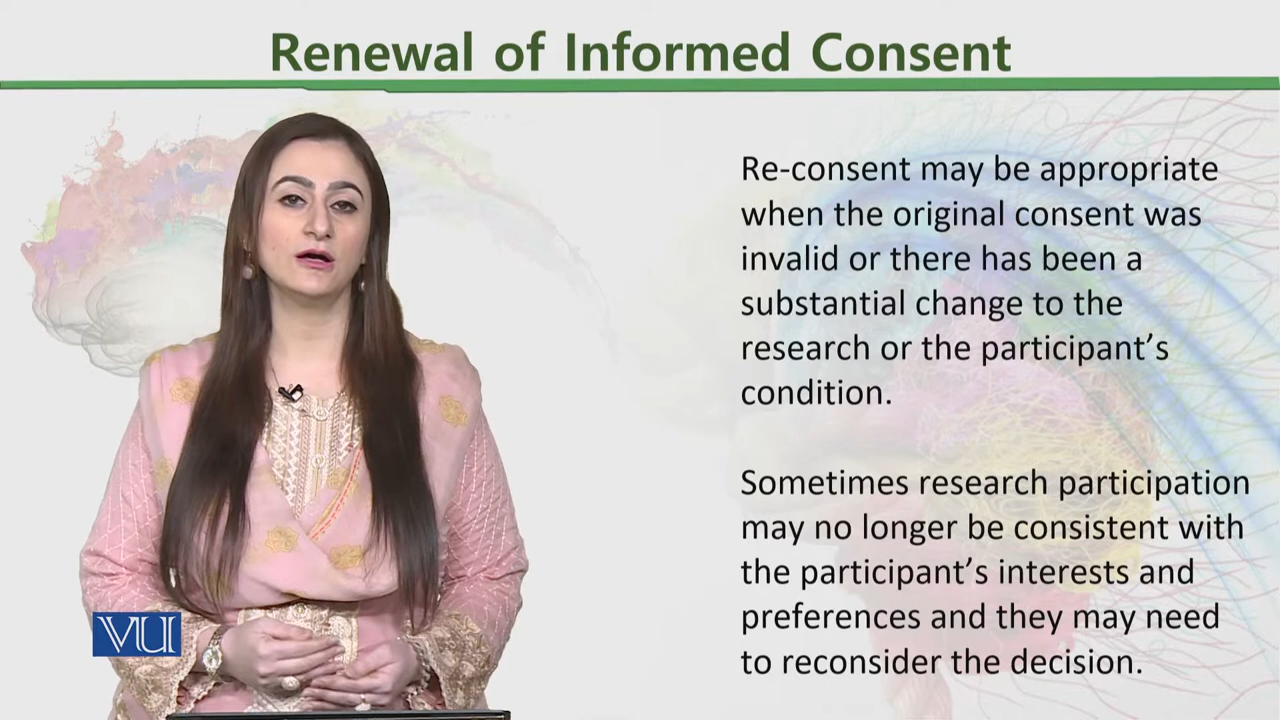 Renewal of Informed Consent
Re-consent may be appropriate
when the original consent was
invalid or there has been a
substantial change to the
research or the participant’s
condition.
Sometimes research participation
may no longer be consistent with
the participant’s interests and
preferences and they may need
to reconsider the decision.
VU